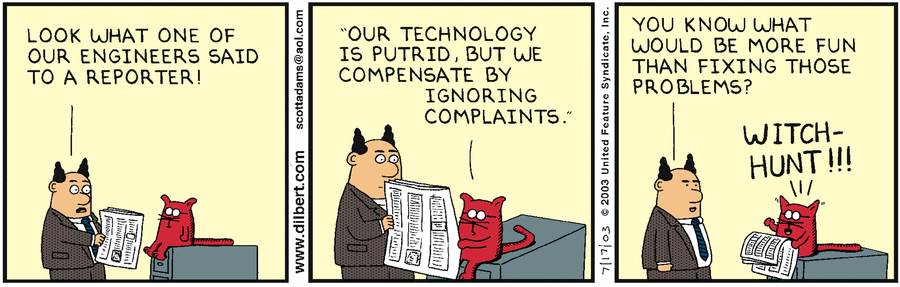 LOOK WHAT ONE OF
OUR ENGINEERS SAID
TO A REPORTER!
scottadams@aol.com
www.dilbert.com
"OUR TECHNOLOGY
IS PUTRID, BUT WE
COMPENSATE BY
IGNORING
COMPLAINTS."
7/17/03 © 2003 United Feature Syndicate, Inc.
YOU KNOW WHAT
WOULD BE MORE FUN
THAN FIXING THOSE
PROBLEMS?
WITCH-
HUNT!!!